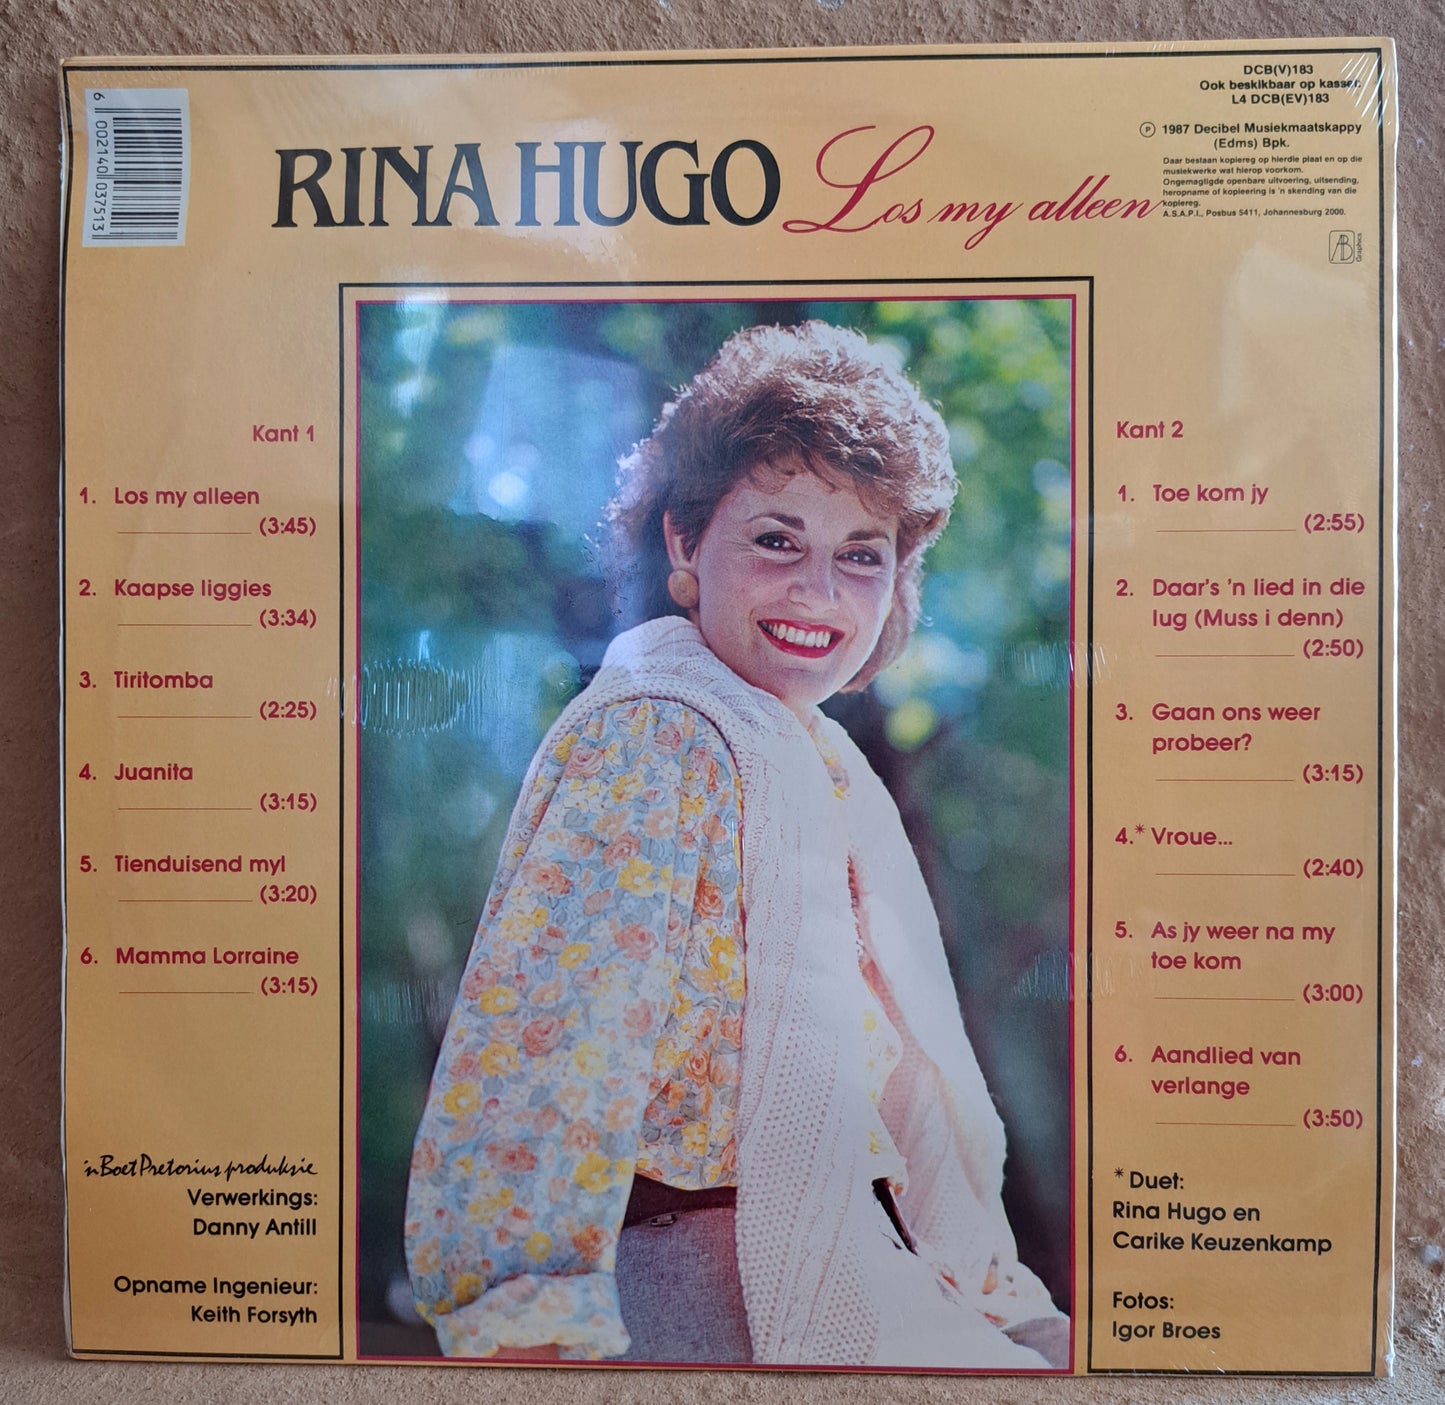 6 002140 037513
RINA HUGO Los my alleen
DCB(V)183
Ook beskikbaar op kasset
L4 DCB(EV)183
℗ 1987 Decibel Musiekmaatskappy
(Edms) Bpk.
Daar bestaan kopiereg op hierdie plaat en op die
musiekwerke wat hierop voorkom.
Ongemagtigde openbare uitvoering, uitsending,
heropname of kopieering is 'n skending van die
kopiereg.
A.S.A.P.I., Posbus 5411, Johannesburg 2000.
AB Graphics
Kant 1
1. Los my alleen
(3:45)
2. Kaapse liggies
(3:34)
3. Tiritomba
(2:25)
4. Juanita
(3:15)
5. Tienduisend myl
(3:20)
6. Mamma Lorraine
(3:15)
'n Boet Pretorius produksie
Verwerkings:
Danny Antill
Opname Ingenieur:
Keith Forsyth
Kant 2
1. Toe kom jy
(2:55)
2. Daar's 'n lied in die
lug (Muss i denn)
(2:50)
3. Gaan ons weer
probeer?
(3:15)
4.* Vroue...
(2:40)
5. As jy weer na my
toe kom
(3:00)
6. Aandlied van
verlange
(3:50)
* Duet:
Rina Hugo en
Carike Keuzenkamp
Fotos:
Igor Broes